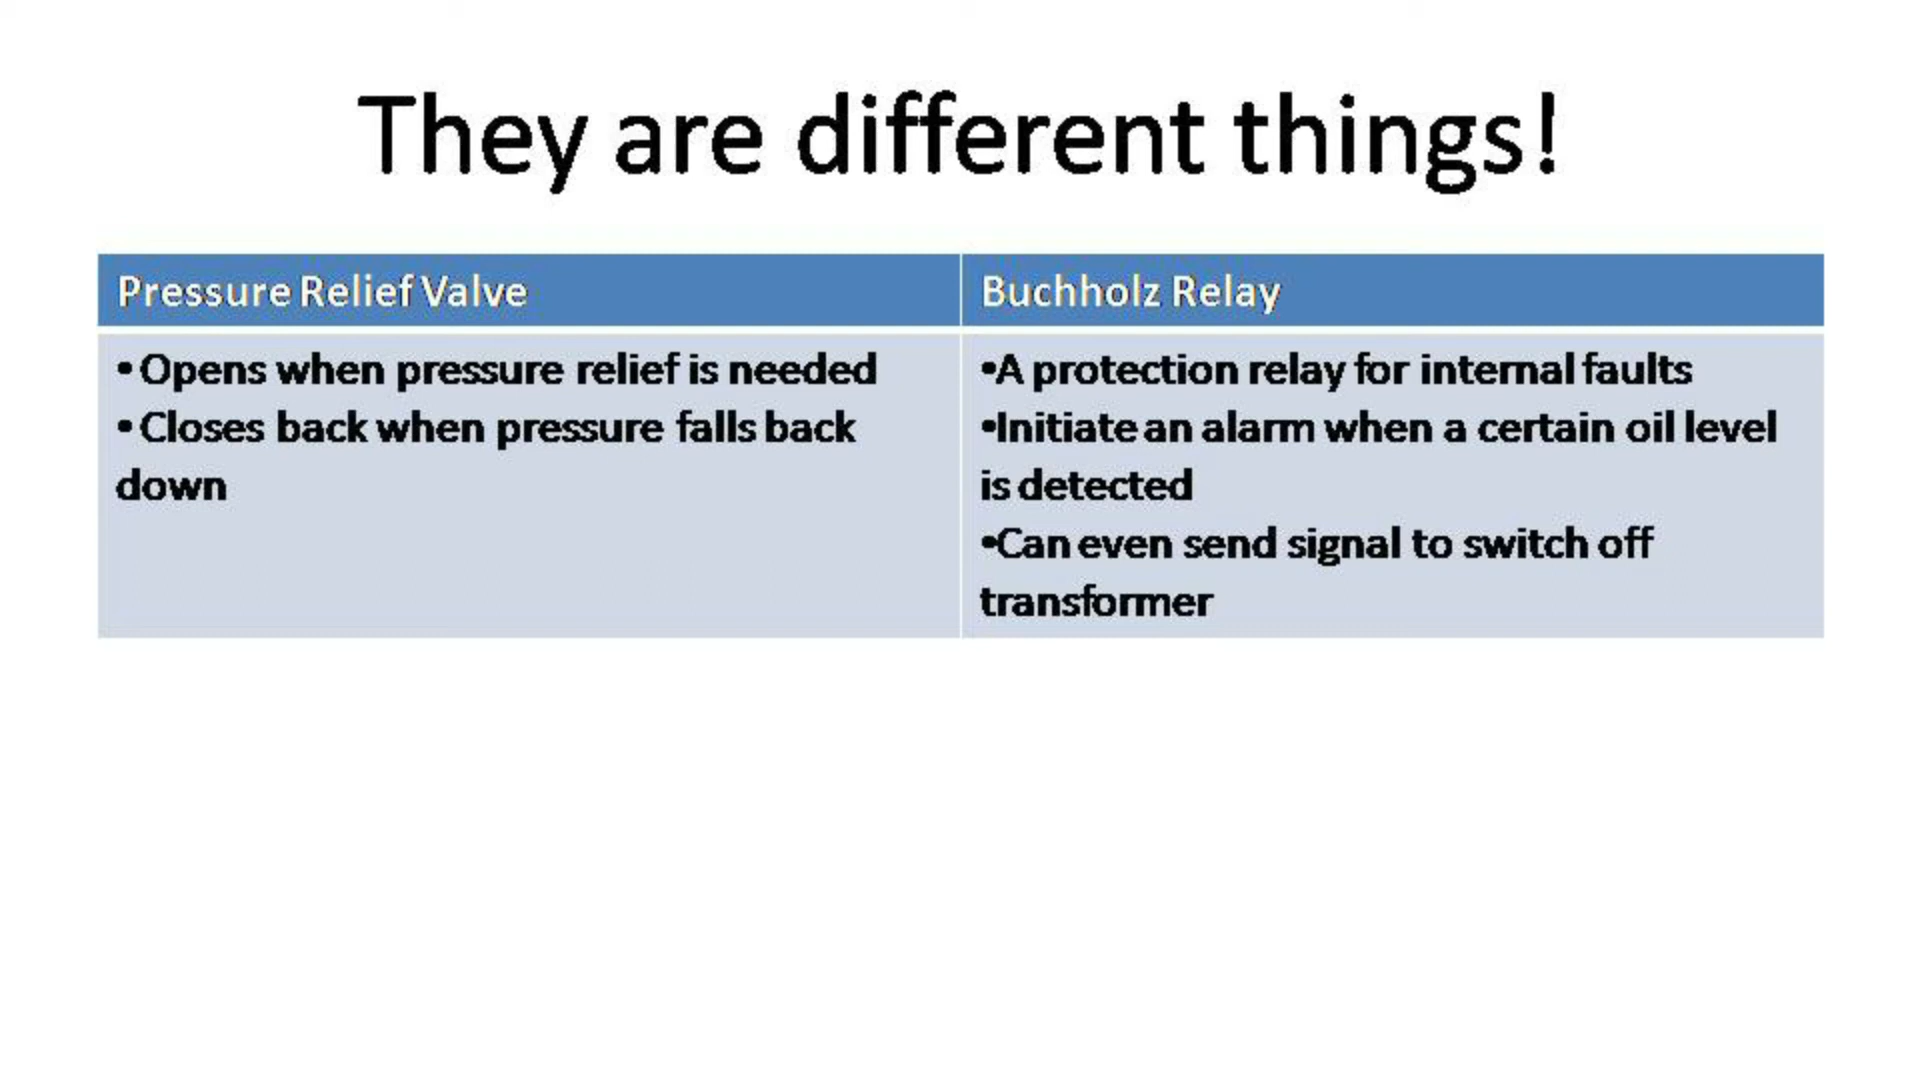 They are different things!
Pressure Relief Valve
Buchholz Relay
• Opens when pressure relief is needed
• Closes back when pressure falls back
down
•A protection relay for internal faults
•Initiate an alarm when a certain oil level
is detected
•Can even send signal to switch off
transformer